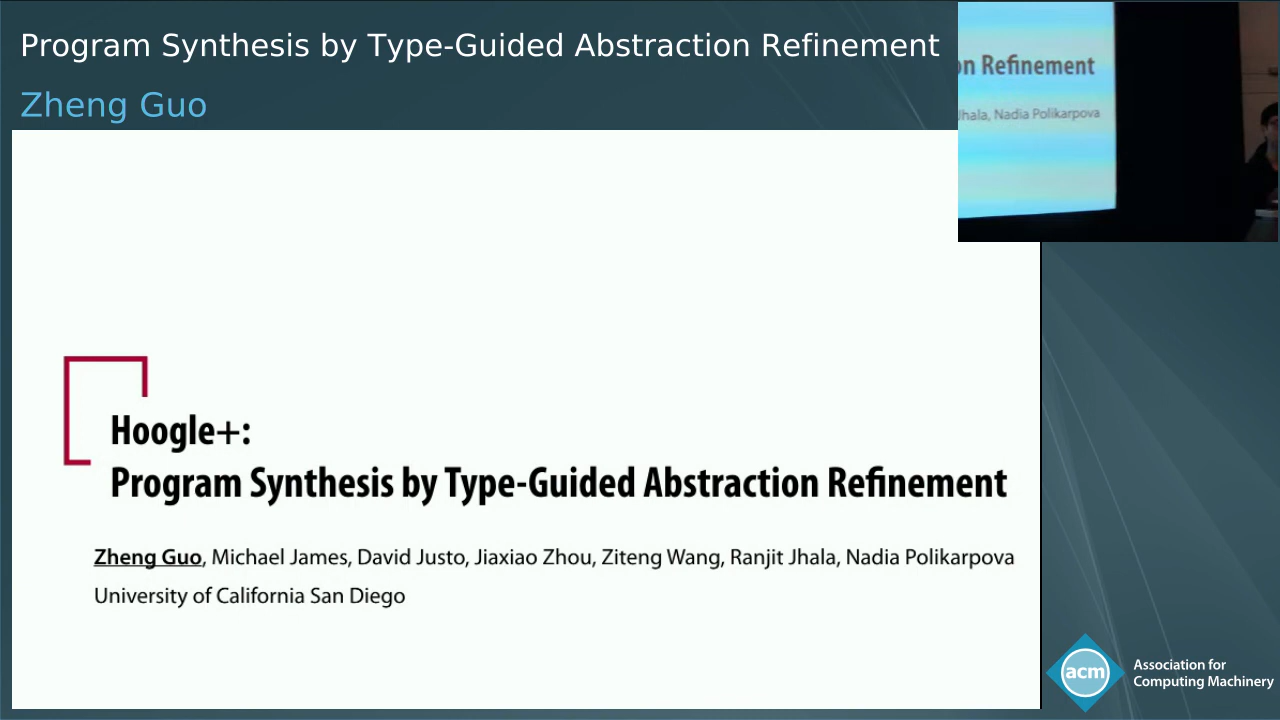 Program Synthesis by Type-Guided Abstraction Refinement
Zheng Guo
on Refinement
Jhala, Nadia Polikarpova
Hoogle+:
Program Synthesis by Type-Guided Abstraction Refinement
Zheng Guo, Michael James, David Justo, Jiaxiao Zhou, Ziteng Wang, Ranjit Jhala, Nadia Polikarpova
University of California San Diego
acm
Association for
Computing Machinery